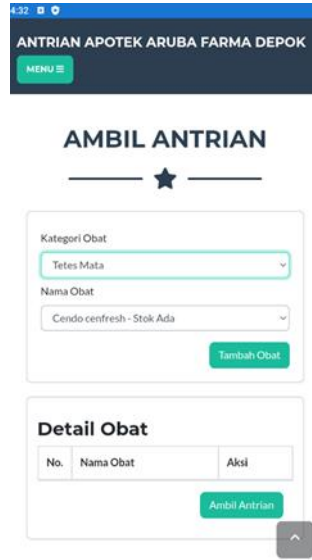 4:32
ANTRIAN APOTEK ARUBA FARMA DEPOK
MENU
AMBIL ANTRIAN
Kategori Obat
Tetes Mata
Nama Obat
Cendo cenfresh - Stok Ada
Tambah Obat
Detail Obat
No. Nama Obat Aksi
Ambil Antrian